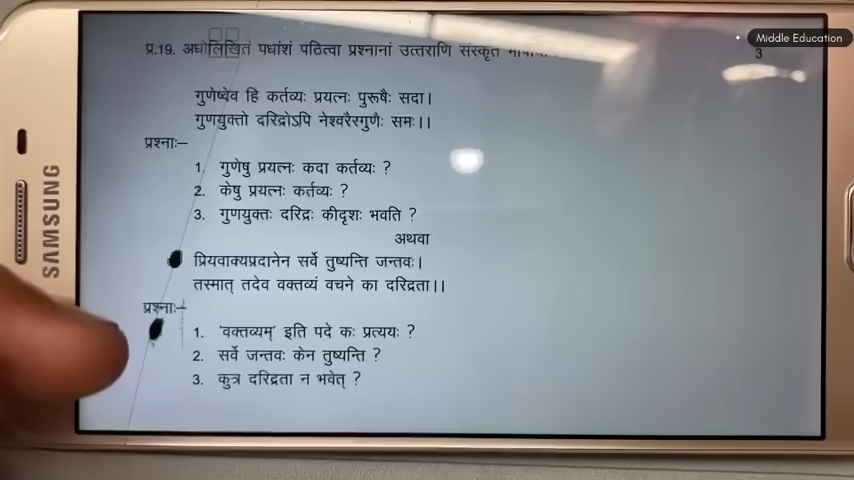 Middle Education
प्र.19. अधोलिखितं पधांशं पठित्वा प्रश्नानां उत्तराणि संस्कृत
3
गुणेष्वेव हि कर्तव्यः प्रयत्नः पुरूषैः सदा।
गुणयुक्तो दरिद्रोऽपि नेश्वरैरगुणैः समः।।
प्रश्नाः–
1. गुणेषु प्रयत्नः कदा कर्तव्यः ?
2. केषु प्रयत्नः कर्तव्यः ?
3. गुणयुक्तः दरिद्रः कीदृशः भवति ?
अथवा
प्रियवाक्यप्रदानेन सर्वे तुष्यन्ति जन्तवः।
तस्मात् तदेव वक्तव्यं वचने का दरिद्रता।।
प्रश्नाः–
1. 'वक्तव्यम्' इति पदे कः प्रत्ययः ?
2. सर्वे जन्तवः केन तुष्यन्ति ?
3. कुत्र दरिद्रता न भवेत् ?
SAMSUNG